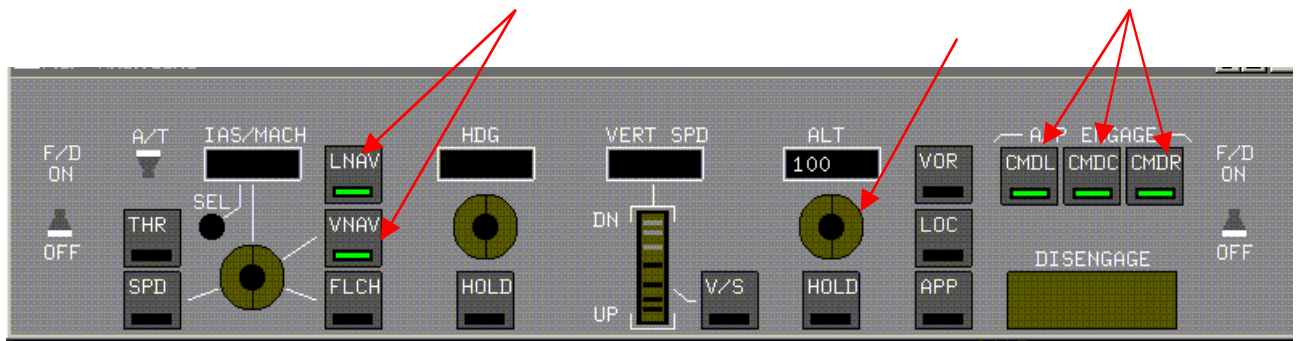 A/T
IAS/MACH
HDG
VERT SPD
ALT
A/P ENGAGE
F/D
ON
LNAV
100
VOR
CMDL
CMDC
CMDR
F/D
ON
SEL
THR
VNAV
DN
LOC
OFF
OFF
DISENGAGE
SPD
FLCH
HOLD
V/S
HOLD
APP
UP